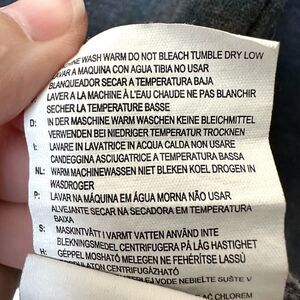 WASH WARM DO NOT BLEACH TUMBLE DRY LOW
LAVAR A MAQUINA CON AGUA TIBIA NO USAR
BLANQUEADOR SECAR A TEMPERATURA BAJA
LAVER A LA MACHINE À L'EAU CHAUDE NE PAS BLANCHIR
SECHER LA TEMPERATURE BASSE
D: IN DER MASCHINE WARM WASCHEN KEINE BLEICHMITTEL
VERWENDEN BEI NIEDRIGER TEMPERATUR TROCKNEN
I: LAVARE IN LAVATRICE IN ACQUA CALDA NON USARE
CANDEGGINA ASCIUGATRICE A TEMPERATURA BASSA
NL: WARM MACHINEWASSEN NIET BLEKEN KOEL DROGEN IN
WASDROGER
P: LAVAR NA MÁQUINA EM ÁGUA MORNA NÃO USAR
ALVEJANTE SECAR NA SECADORA EM TEMPERATURA
BAIXA
S: MASKINTVÄTT I VARMT VATTEN ANVÄND INTE
BLEKNINGSMEDEL CENTRIFUGERA PÅ LÅG HASTIGHET
H: GÉPPEL MOSHATÓ MELEGEN NE FEHÉRÍTSE
CENTRIFUGÁZHATÓ
VODE NEBIELTE SUŠTE V